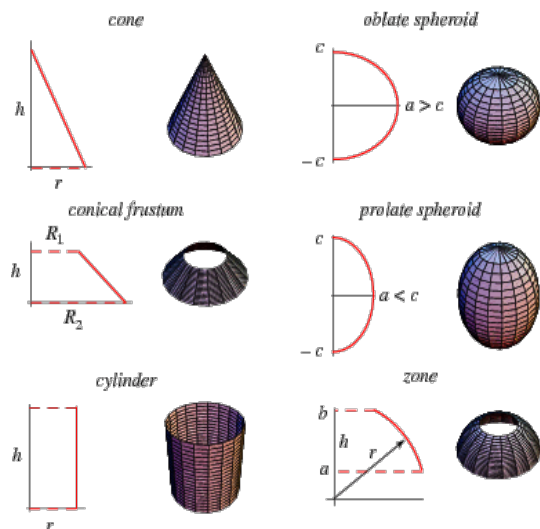 cone
h
r
oblate spheroid
c
a > c
−c
conical frustum
R1
h
R2
prolate spheroid
c
a < c
−c
cylinder
h
r
zone
b
h
r
a